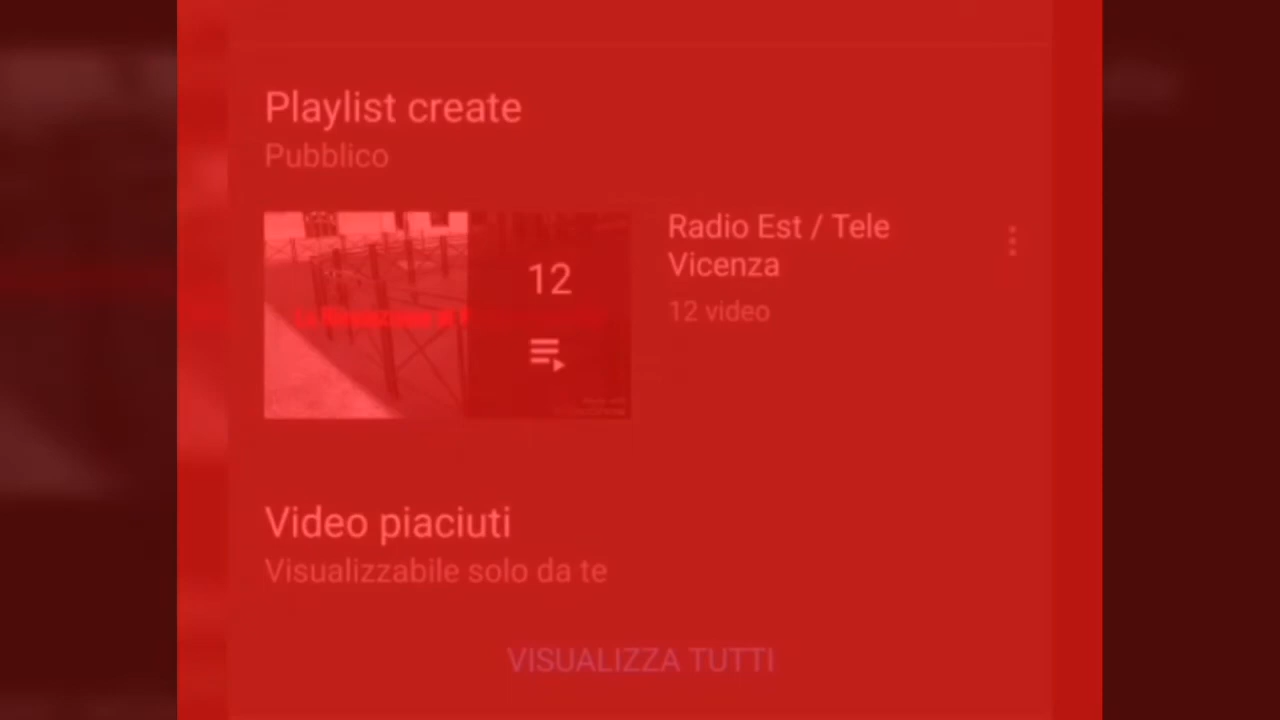 Playlist create
Pubblico
12
Radio Est / Tele
Vicenza
12 video
Video piaciuti
Visualizzabile solo da te
VISUALIZZA TUTTI